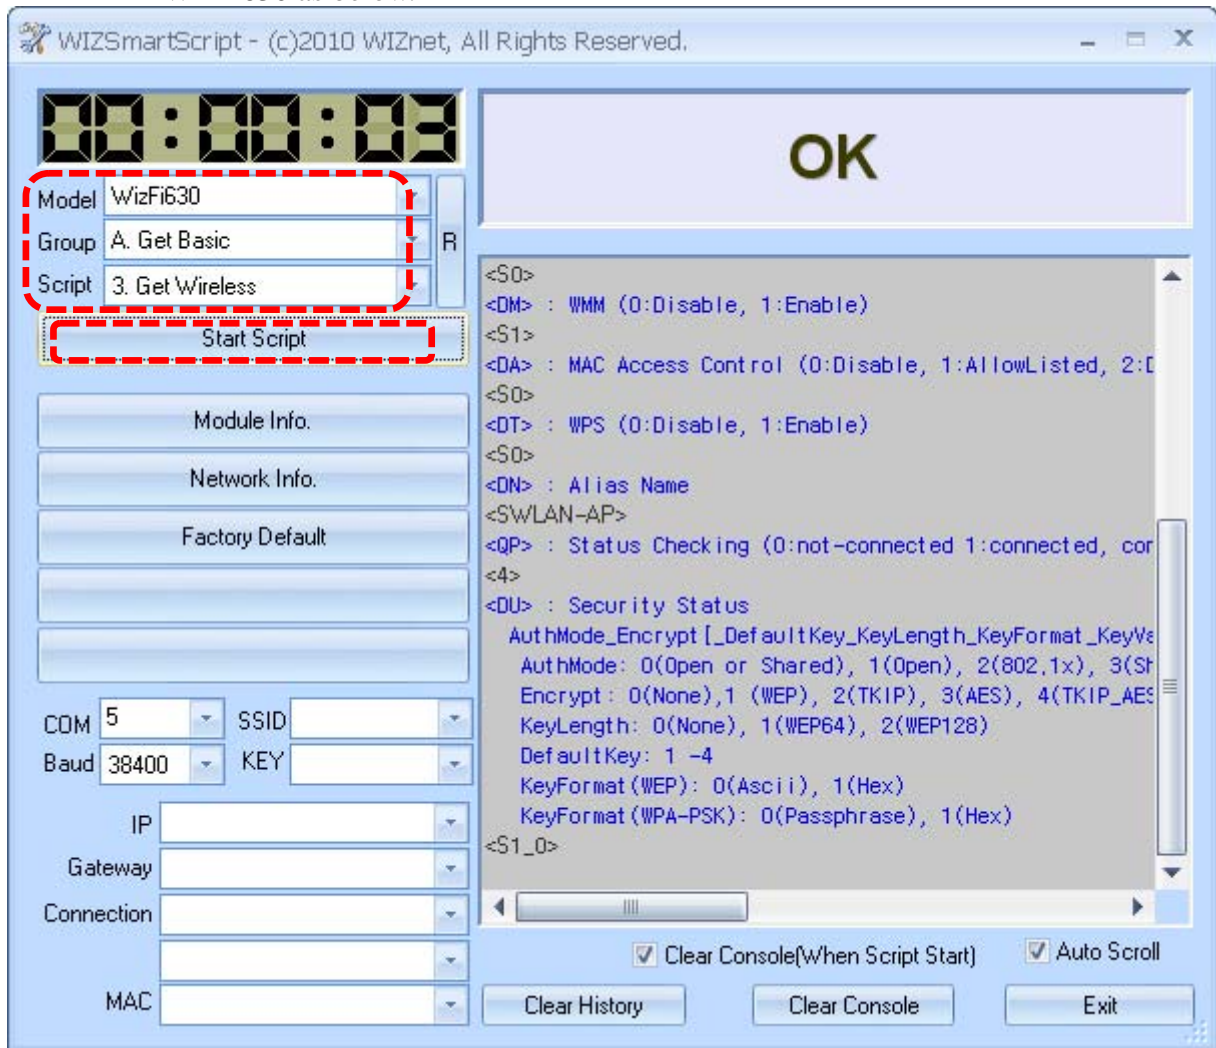 WIZSmartScript - (c)2010 WIZnet, All Rights Reserved.
00:00:03
OK
Model WizFi630
Group A. Get Basic
R
Script 3. Get Wireless
Start Script
Module Info.
Network Info.
Factory Default
COM 5 SSID
Baud 38400 KEY
IP
Gateway
Connection
MAC
<S0>
<DM> : WMM (0:Disable, 1:Enable)
<S1>
<DA> : MAC Access Control (0:Disable, 1:AllowListed, 2:D
<S0>
<DT> : WPS (0:Disable, 1:Enable)
<S0>
<DN> : Alias Name
<SWLAN-AP>
<QP> : Status Checking (0:not-connected 1:connected, cor
<4>
<DU> : Security Status
AuthMode_Encrypt[_DefaultKey_KeyLength_KeyFormat_KeyVa
AuthMode: 0(Open or Shared), 1(Open), 2(802.1x), 3(Sh
Encrypt: 0(None),1 (WEP), 2(TKIP), 3(AES), 4(TKIP_AES
KeyLength: 0(None), 1(WEP64), 2(WEP128)
DefaultKey: 1 -4
KeyFormat(WEP): 0(Ascii), 1(Hex)
KeyFormat(WPA-PSK): 0(Passphrase), 1(Hex)
<S1_0>
Clear Console(When Script Start) Auto Scroll
Clear History Clear Console Exit